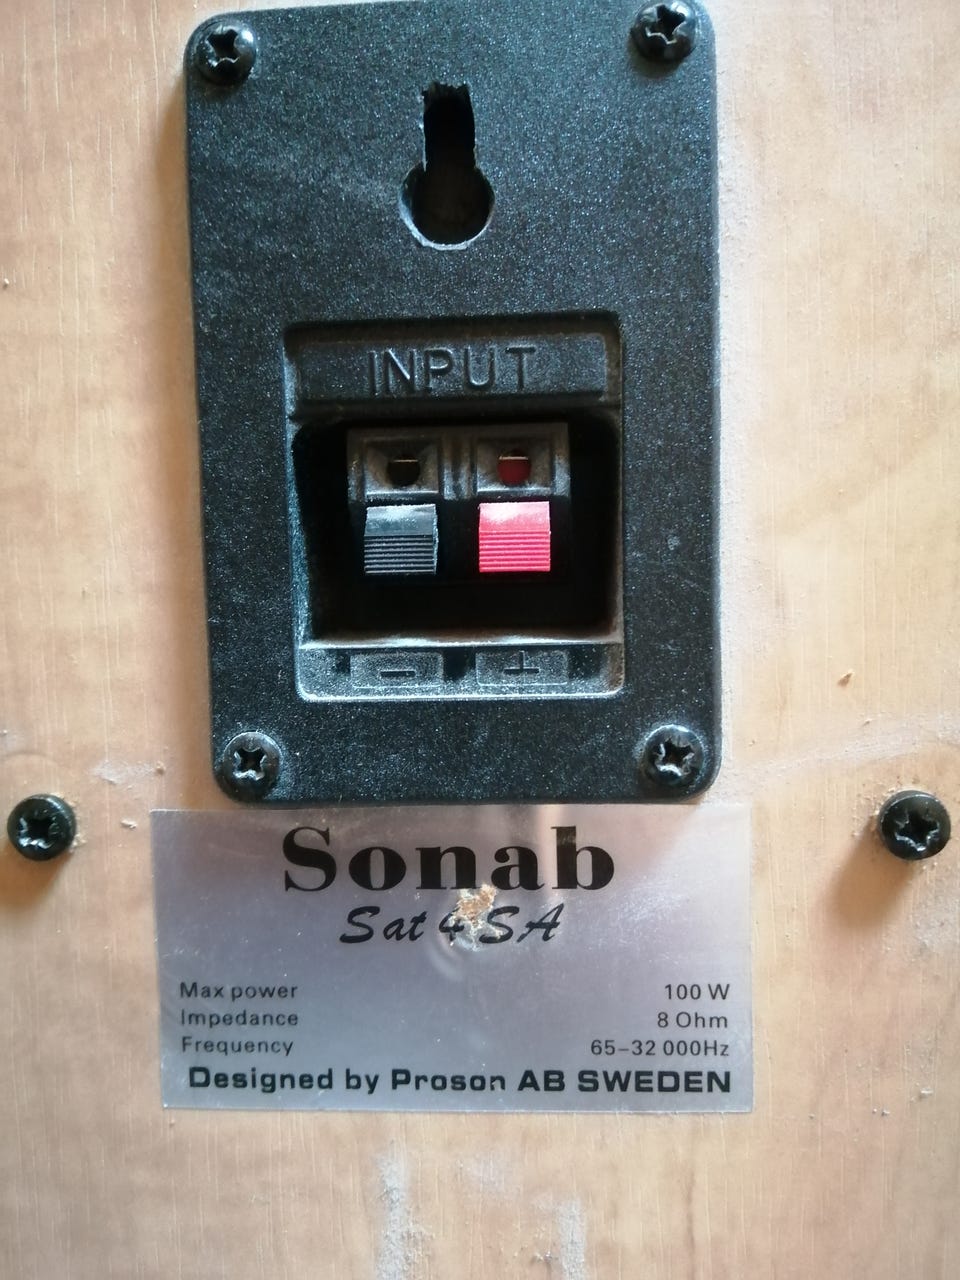 INPUT
- +
Sonab
Sat 4 SA
Max power 100 W
Impedance 8 Ohm
Frequency 65-32 000Hz
Designed by Proson AB SWEDEN